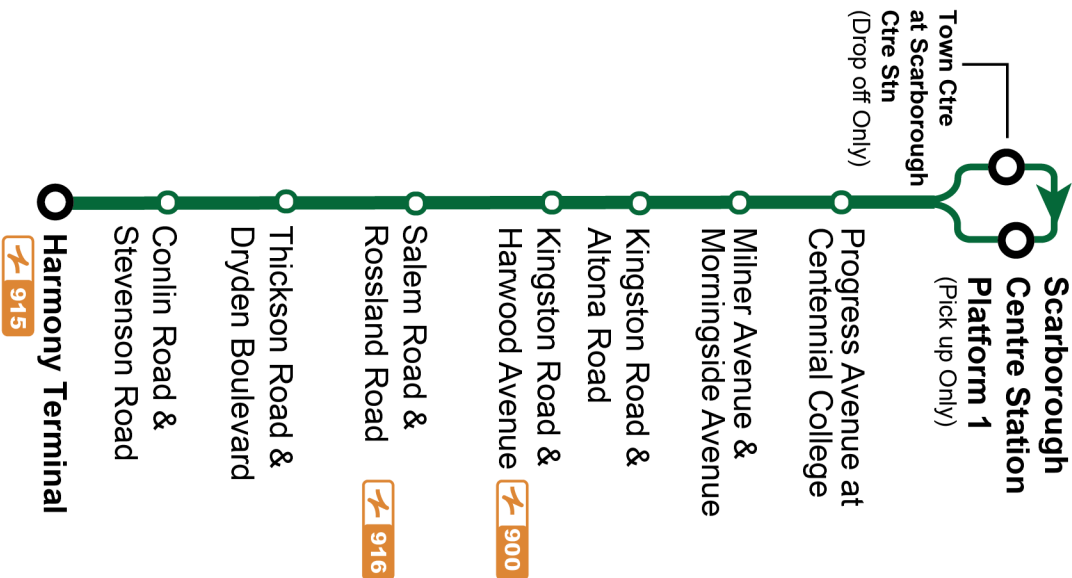 Town Ctre
at Scarborough
Ctre Stn
(Drop off Only)
Scarborough
Centre Station
Platform 1
(Pick up Only)
Progress Avenue at
Centennial College
Milner Avenue &
Morningside Avenue
Kingston Road &
Altona Road
Kingston Road &
Harwood Avenue 900
Salem Road &
Rossland Road 916
Thickson Road &
Dryden Boulevard
Conlin Road &
Stevenson Road
Harmony Terminal
915